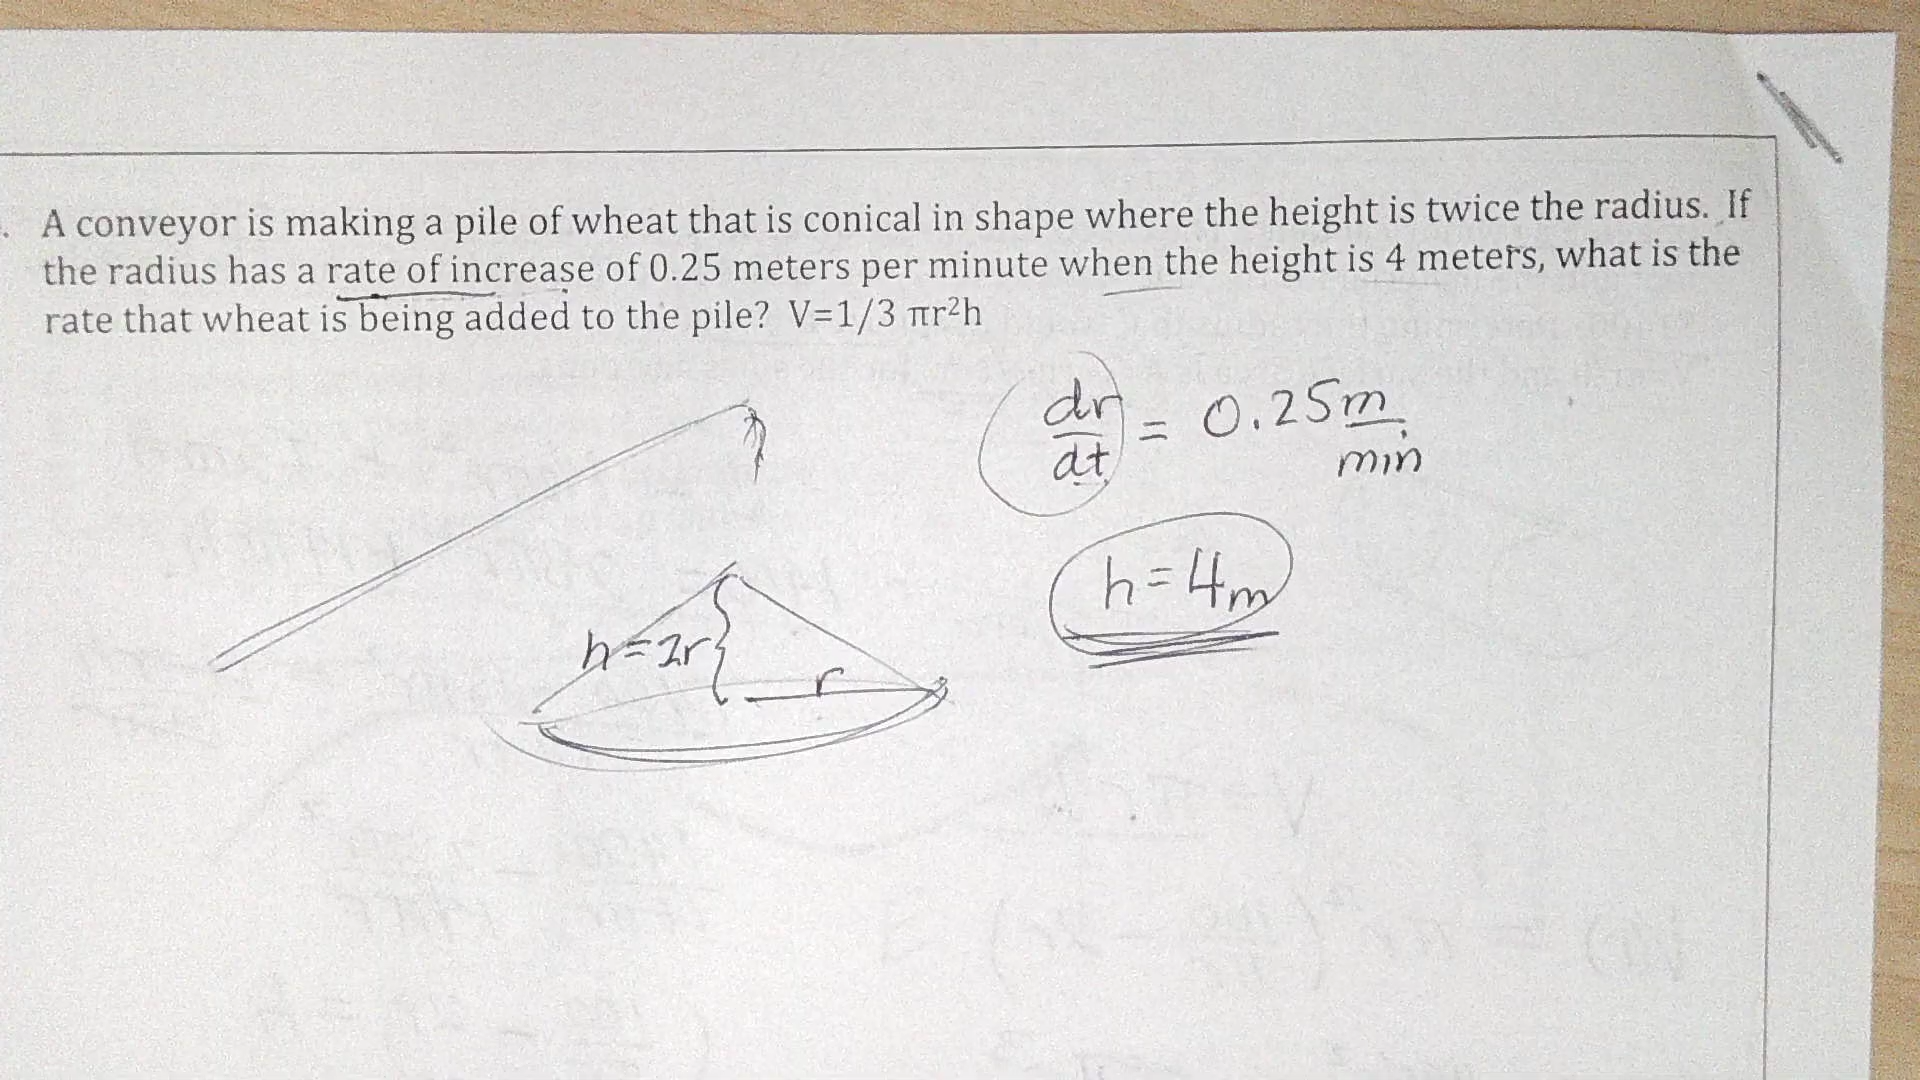 . A conveyor is making a pile of wheat that is conical in shape where the height is twice the radius. If
the radius has a rate of increase of 0.25 meters per minute when the height is 4 meters, what is the
rate that wheat is being added to the pile? V=1/3 πr²h
dr/dt = 0.25 m/min
h=4m
h=2r
r